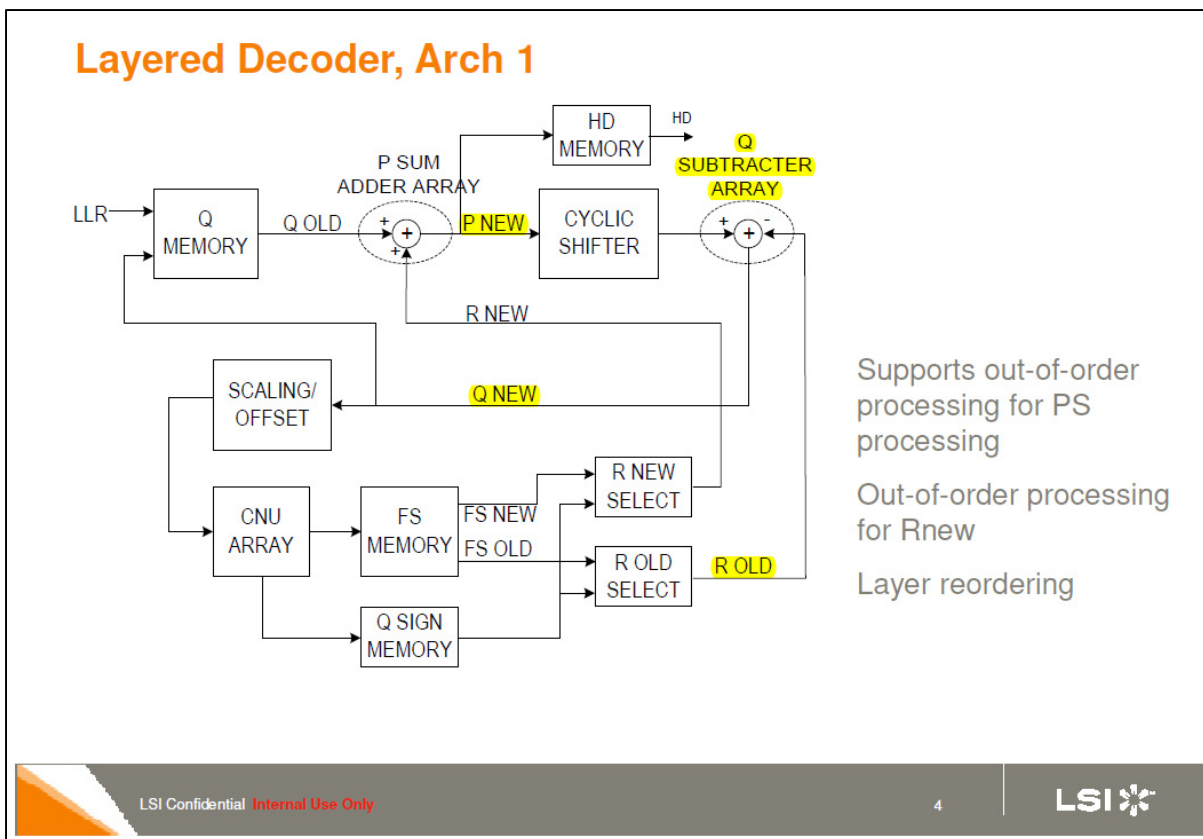 Layered Decoder, Arch 1
HD
MEMORY
HD
Q
SUBTRACTER
ARRAY
P SUM
ADDER ARRAY
LLR
Q
MEMORY
Q OLD
+
+
+
P NEW
CYCLIC
SHIFTER
+
-
+
R NEW
SCALING/
OFFSET
Q NEW
Supports out-of-order
processing for PS
processing
Out-of-order processing
for Rnew
Layer reordering
CNU
ARRAY
FS
MEMORY
FS NEW
FS OLD
R NEW
SELECT
R OLD
SELECT
R OLD
Q SIGN
MEMORY
LSI Confidential Internal Use Only
4
LSI